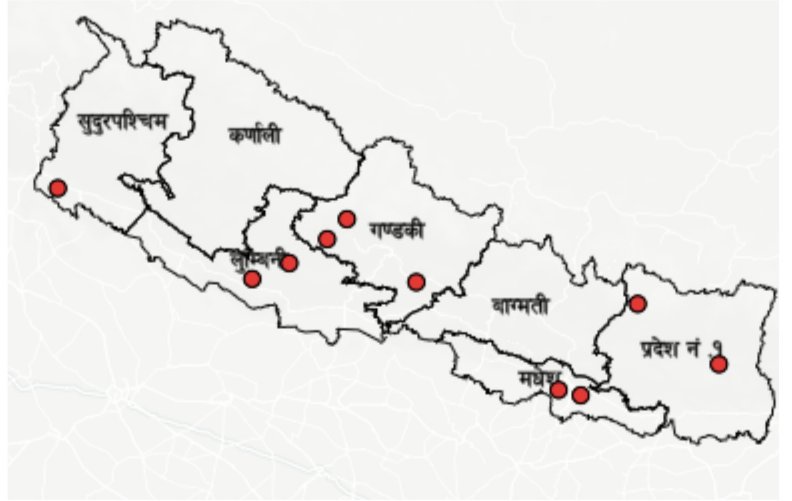 सुदुरपश्चिम
कर्णाली
गण्डकी
लुम्बिनी
बाग्मती
प्रदेश नं .१
मधेश